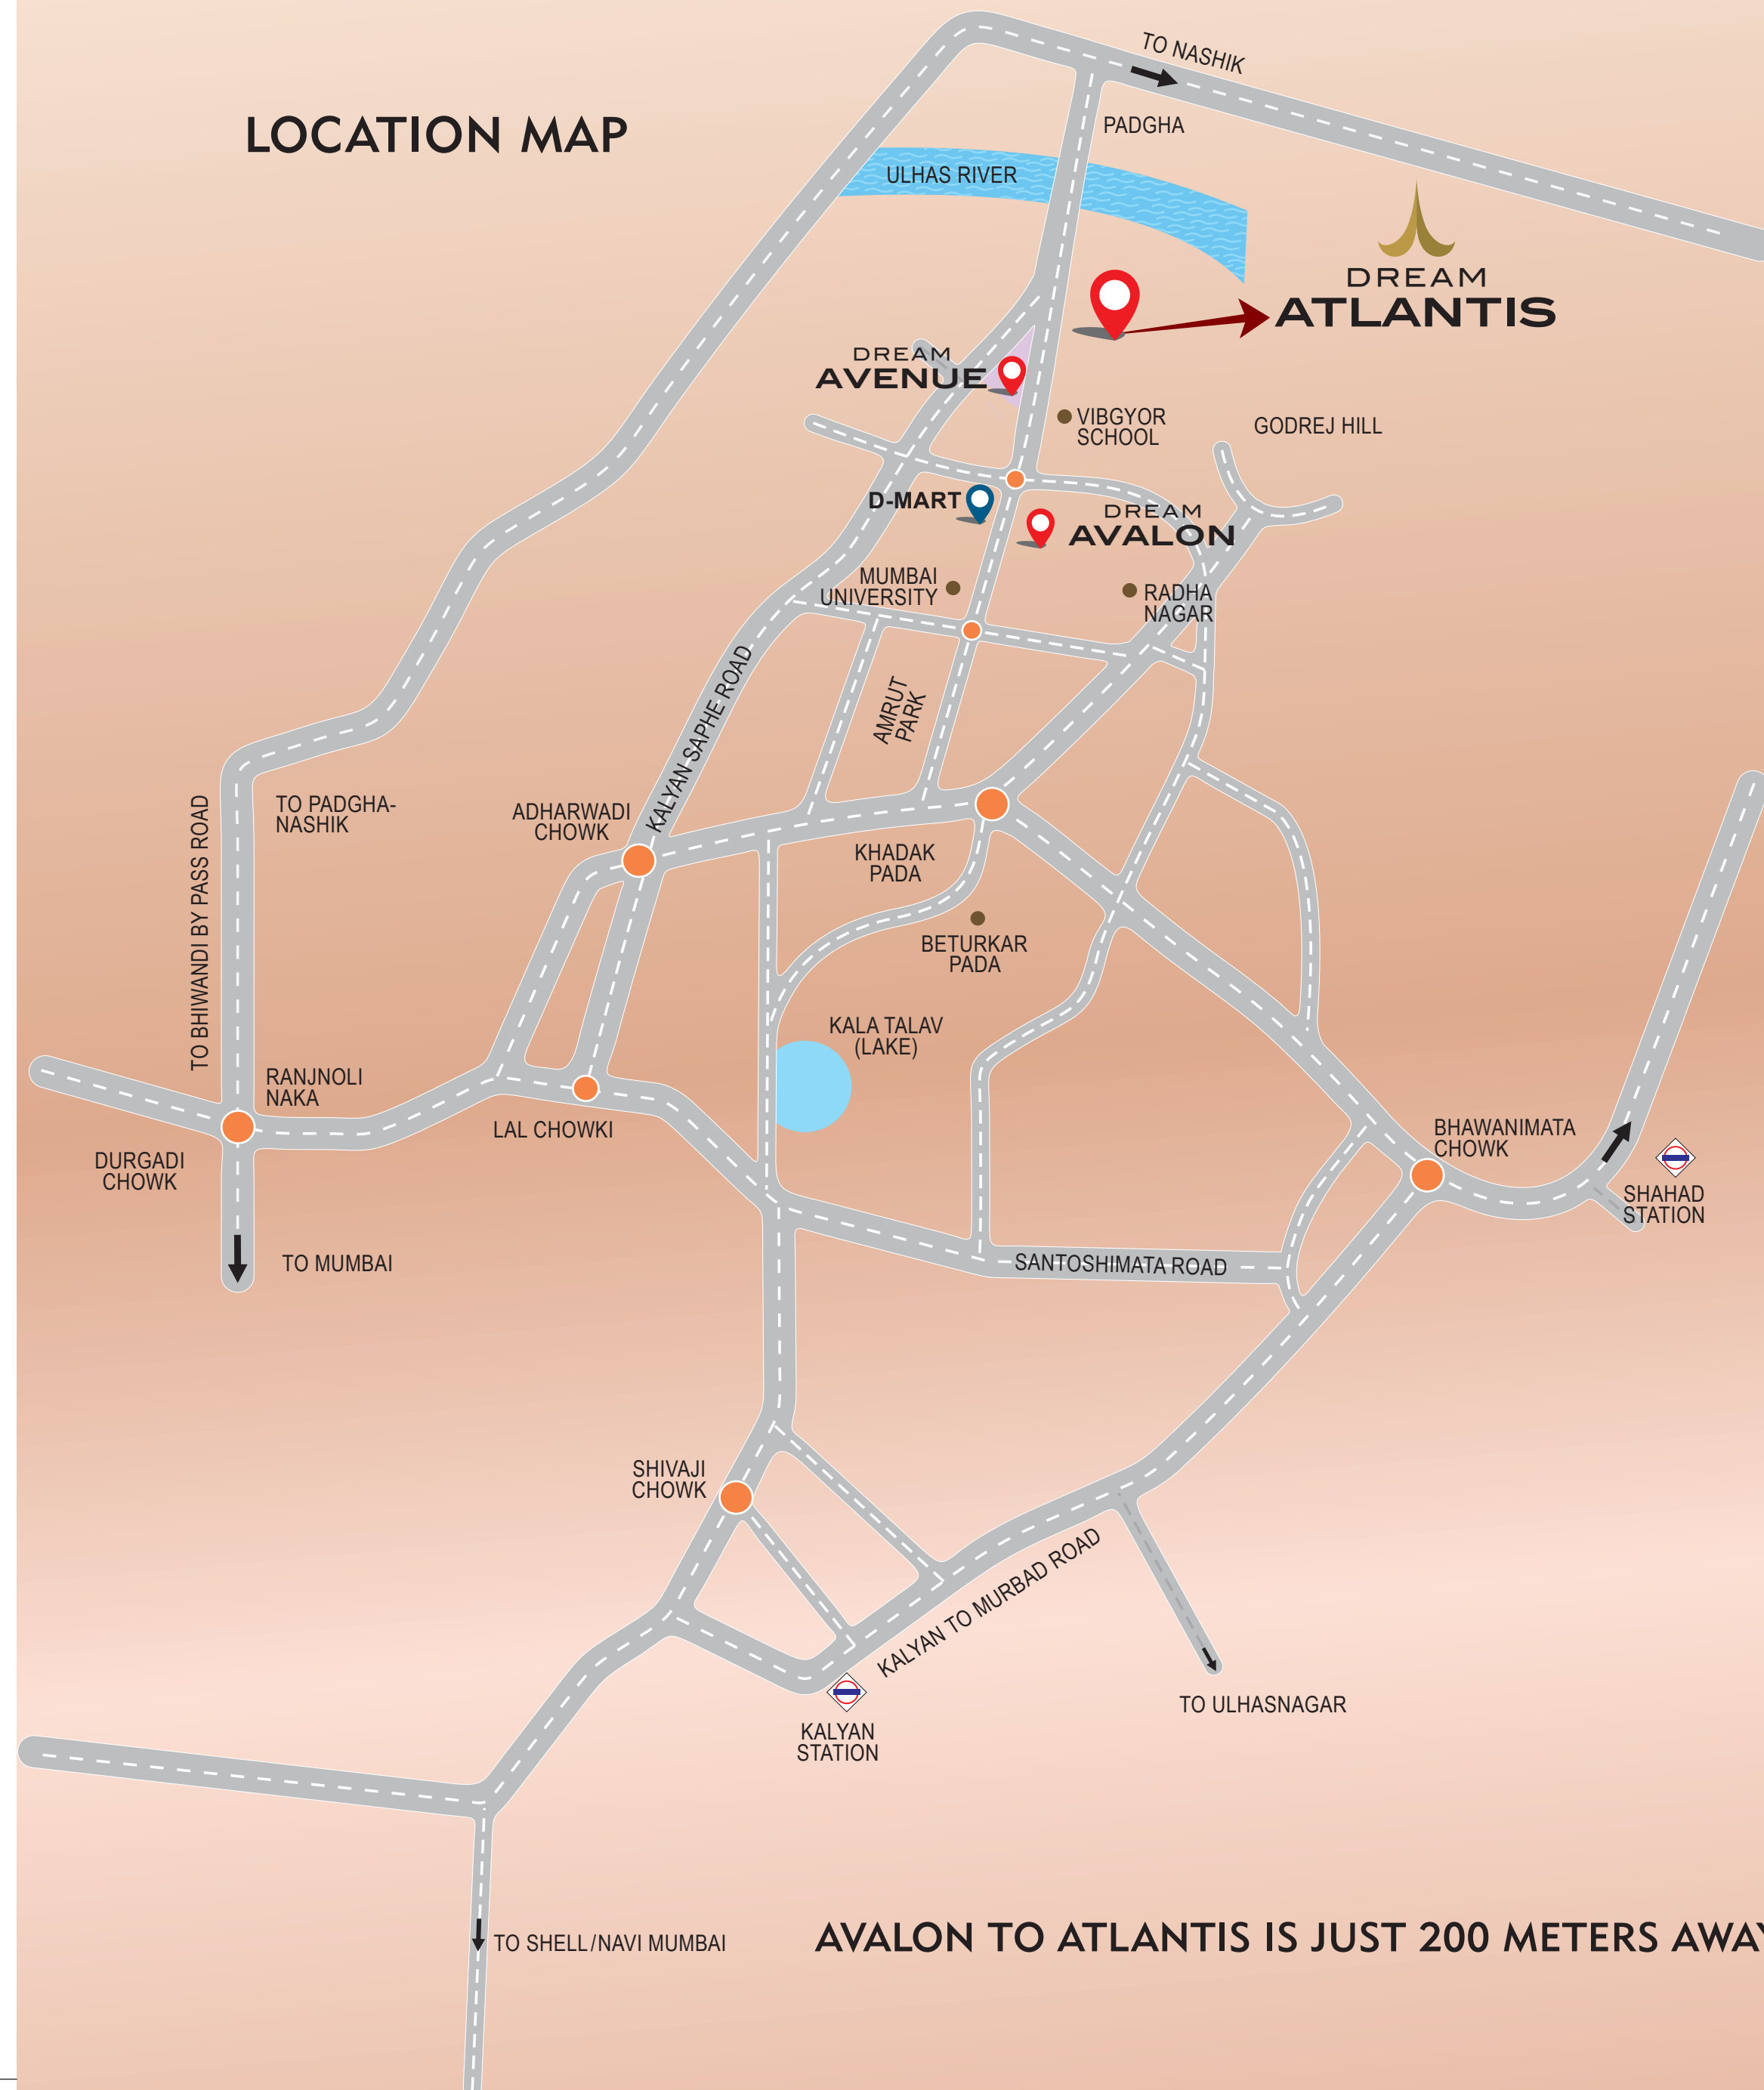 TO NASHIK
LOCATION MAP
PADGHA
ULHAS RIVER
DREAM
ATLANTIS
DREAM
AVENUE
VIBGYOR
SCHOOL
GODREJ HILL
D-MART
DREAM
AVALON
MUMBAI
UNIVERSITY
RADHA
NAGAR
KALYAN SAPHE ROAD
AMRUT
PARK
TO PADGHA-
NASHIK
ADHARWADI
CHOWK
TO BHIWANDI BY PASS ROAD
KHADAK
PADA
BETURKAR
PADA
KALA TALAV
(LAKE)
RANJNOLI
NAKA
LAL CHOWKI
BHAWANIMATA
CHOWK
DURGADI
CHOWK
SHAHAD
STATION
TO MUMBAI
SANTOSHIMATA ROAD
SHIVAJI
CHOWK
KALYAN TO MURBAD ROAD
TO ULHASNAGAR
KALYAN
STATION
TO SHELL/NAVI MUMBAI
AVALON TO ATLANTIS IS JUST 200 METERS AWAY